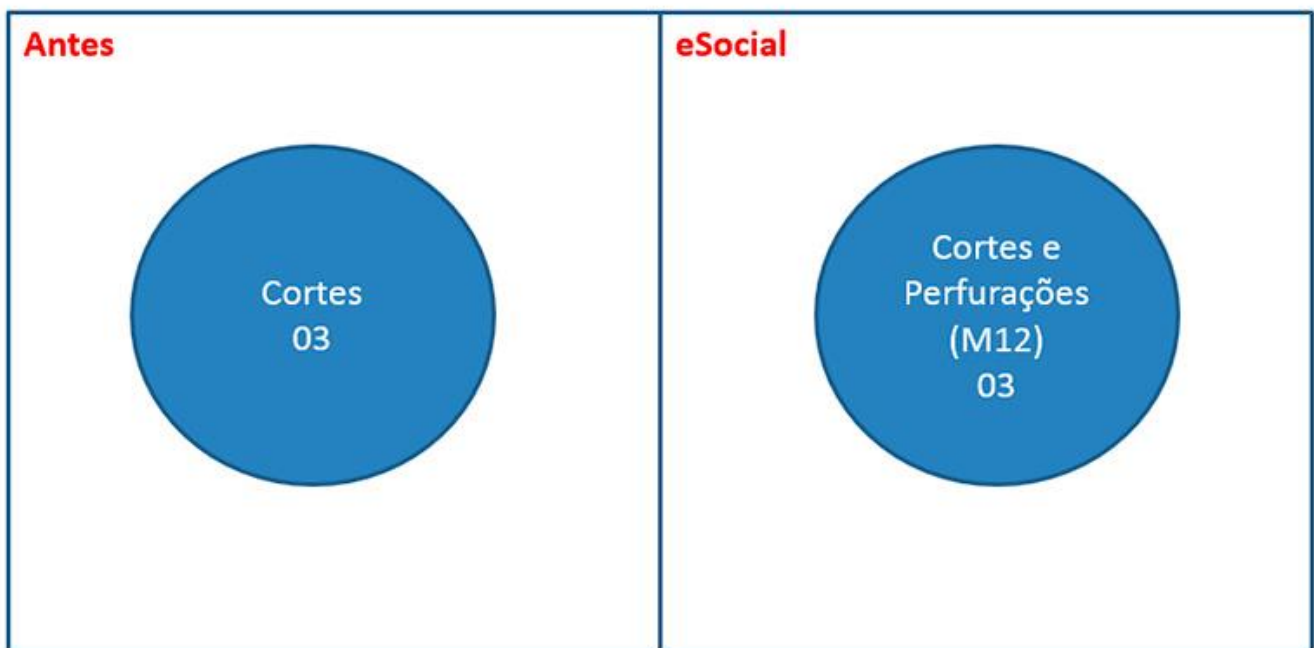 Antes
Cortes
03
eSocial
Cortes e
Perfurações
(M12)
03